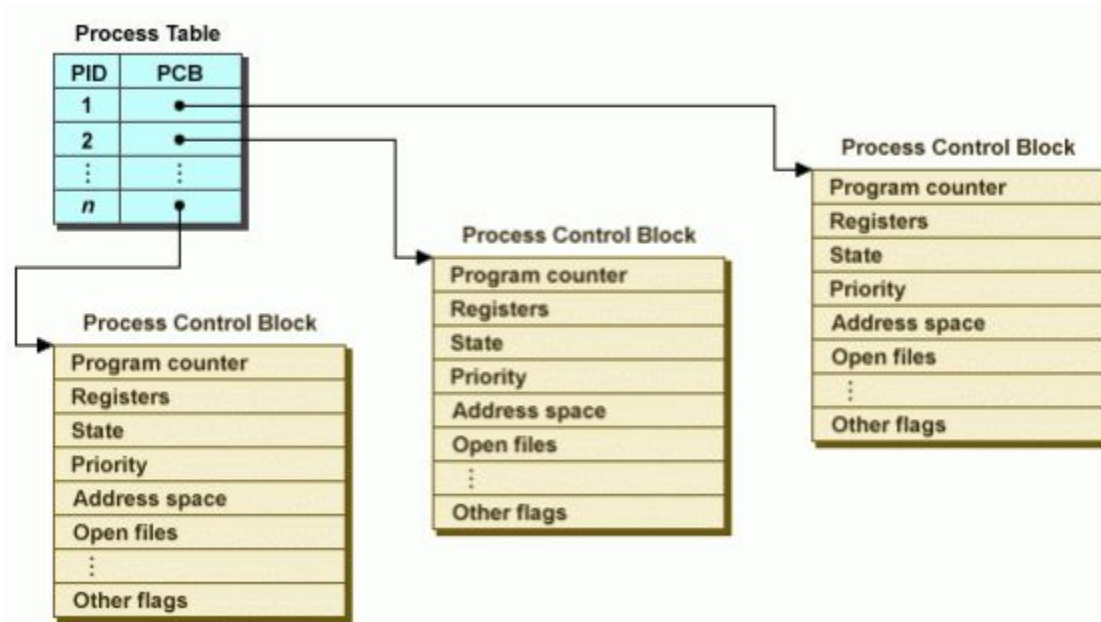 Process Table
PID PCB
1
2
⋮ ⋮
n
Process Control Block
Program counter
Registers
State
Priority
Address space
Open files
⋮
Other flags
Process Control Block
Program counter
Registers
State
Priority
Address space
Open files
⋮
Other flags
Process Control Block
Program counter
Registers
State
Priority
Address space
Open files
⋮
Other flags